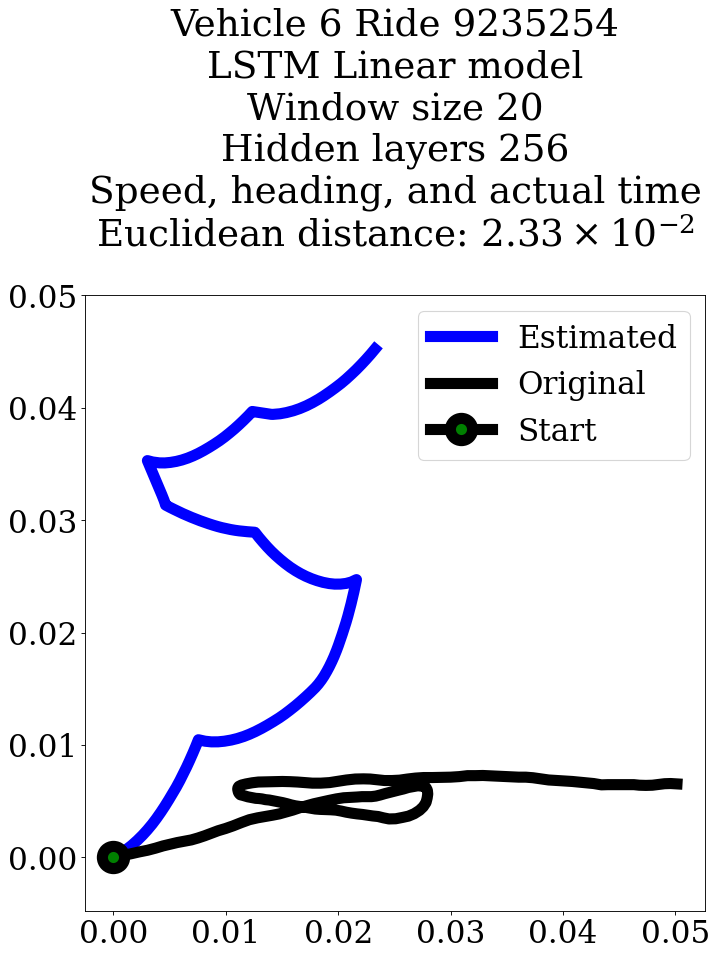 Vehicle 6 Ride 9235254
LSTM Linear model
Window size 20
Hidden layers 256
Speed, heading, and actual time
Euclidean distance: 2.33 × 10⁻²
0.05
0.04
0.03
0.02
0.01
0.00
Estimated
Original
Start
0.00 0.01 0.02 0.03 0.04 0.05